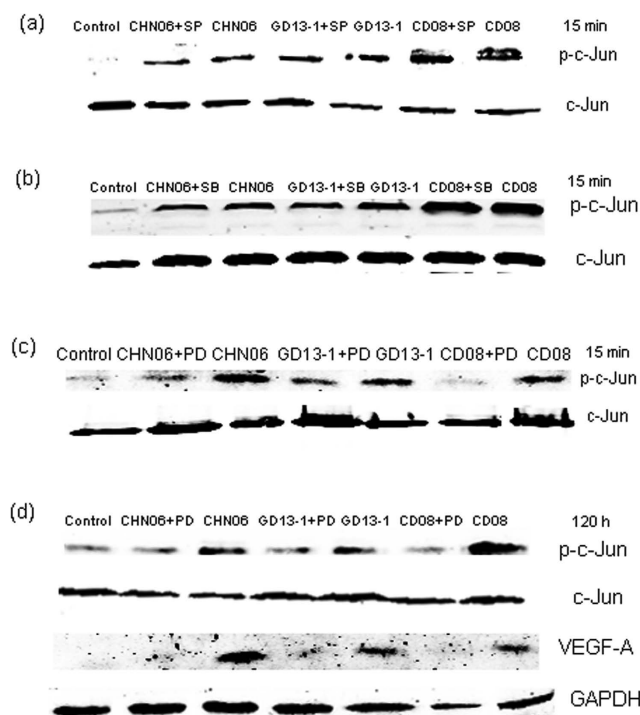 (a)
Control CHN06+SP CHN06 GD13-1+SP GD13-1 CD08+SP CD08 15 min
p-c-Jun
c-Jun
(b)
Control CHN06+SB CHN06 GD13-1+SB GD13-1 CD08+SB CD08 15 min
p-c-Jun
c-Jun
(c)
Control CHN06+PD CHN06 GD13-1+PD GD13-1 CD08+PD CD08 15 min
p-c-Jun
c-Jun
(d)
Control CHN06+PD CHN06 GD13-1+PD GD13-1 CD08+PD CD08 120 h
p-c-Jun
c-Jun
VEGF-A
GAPDH